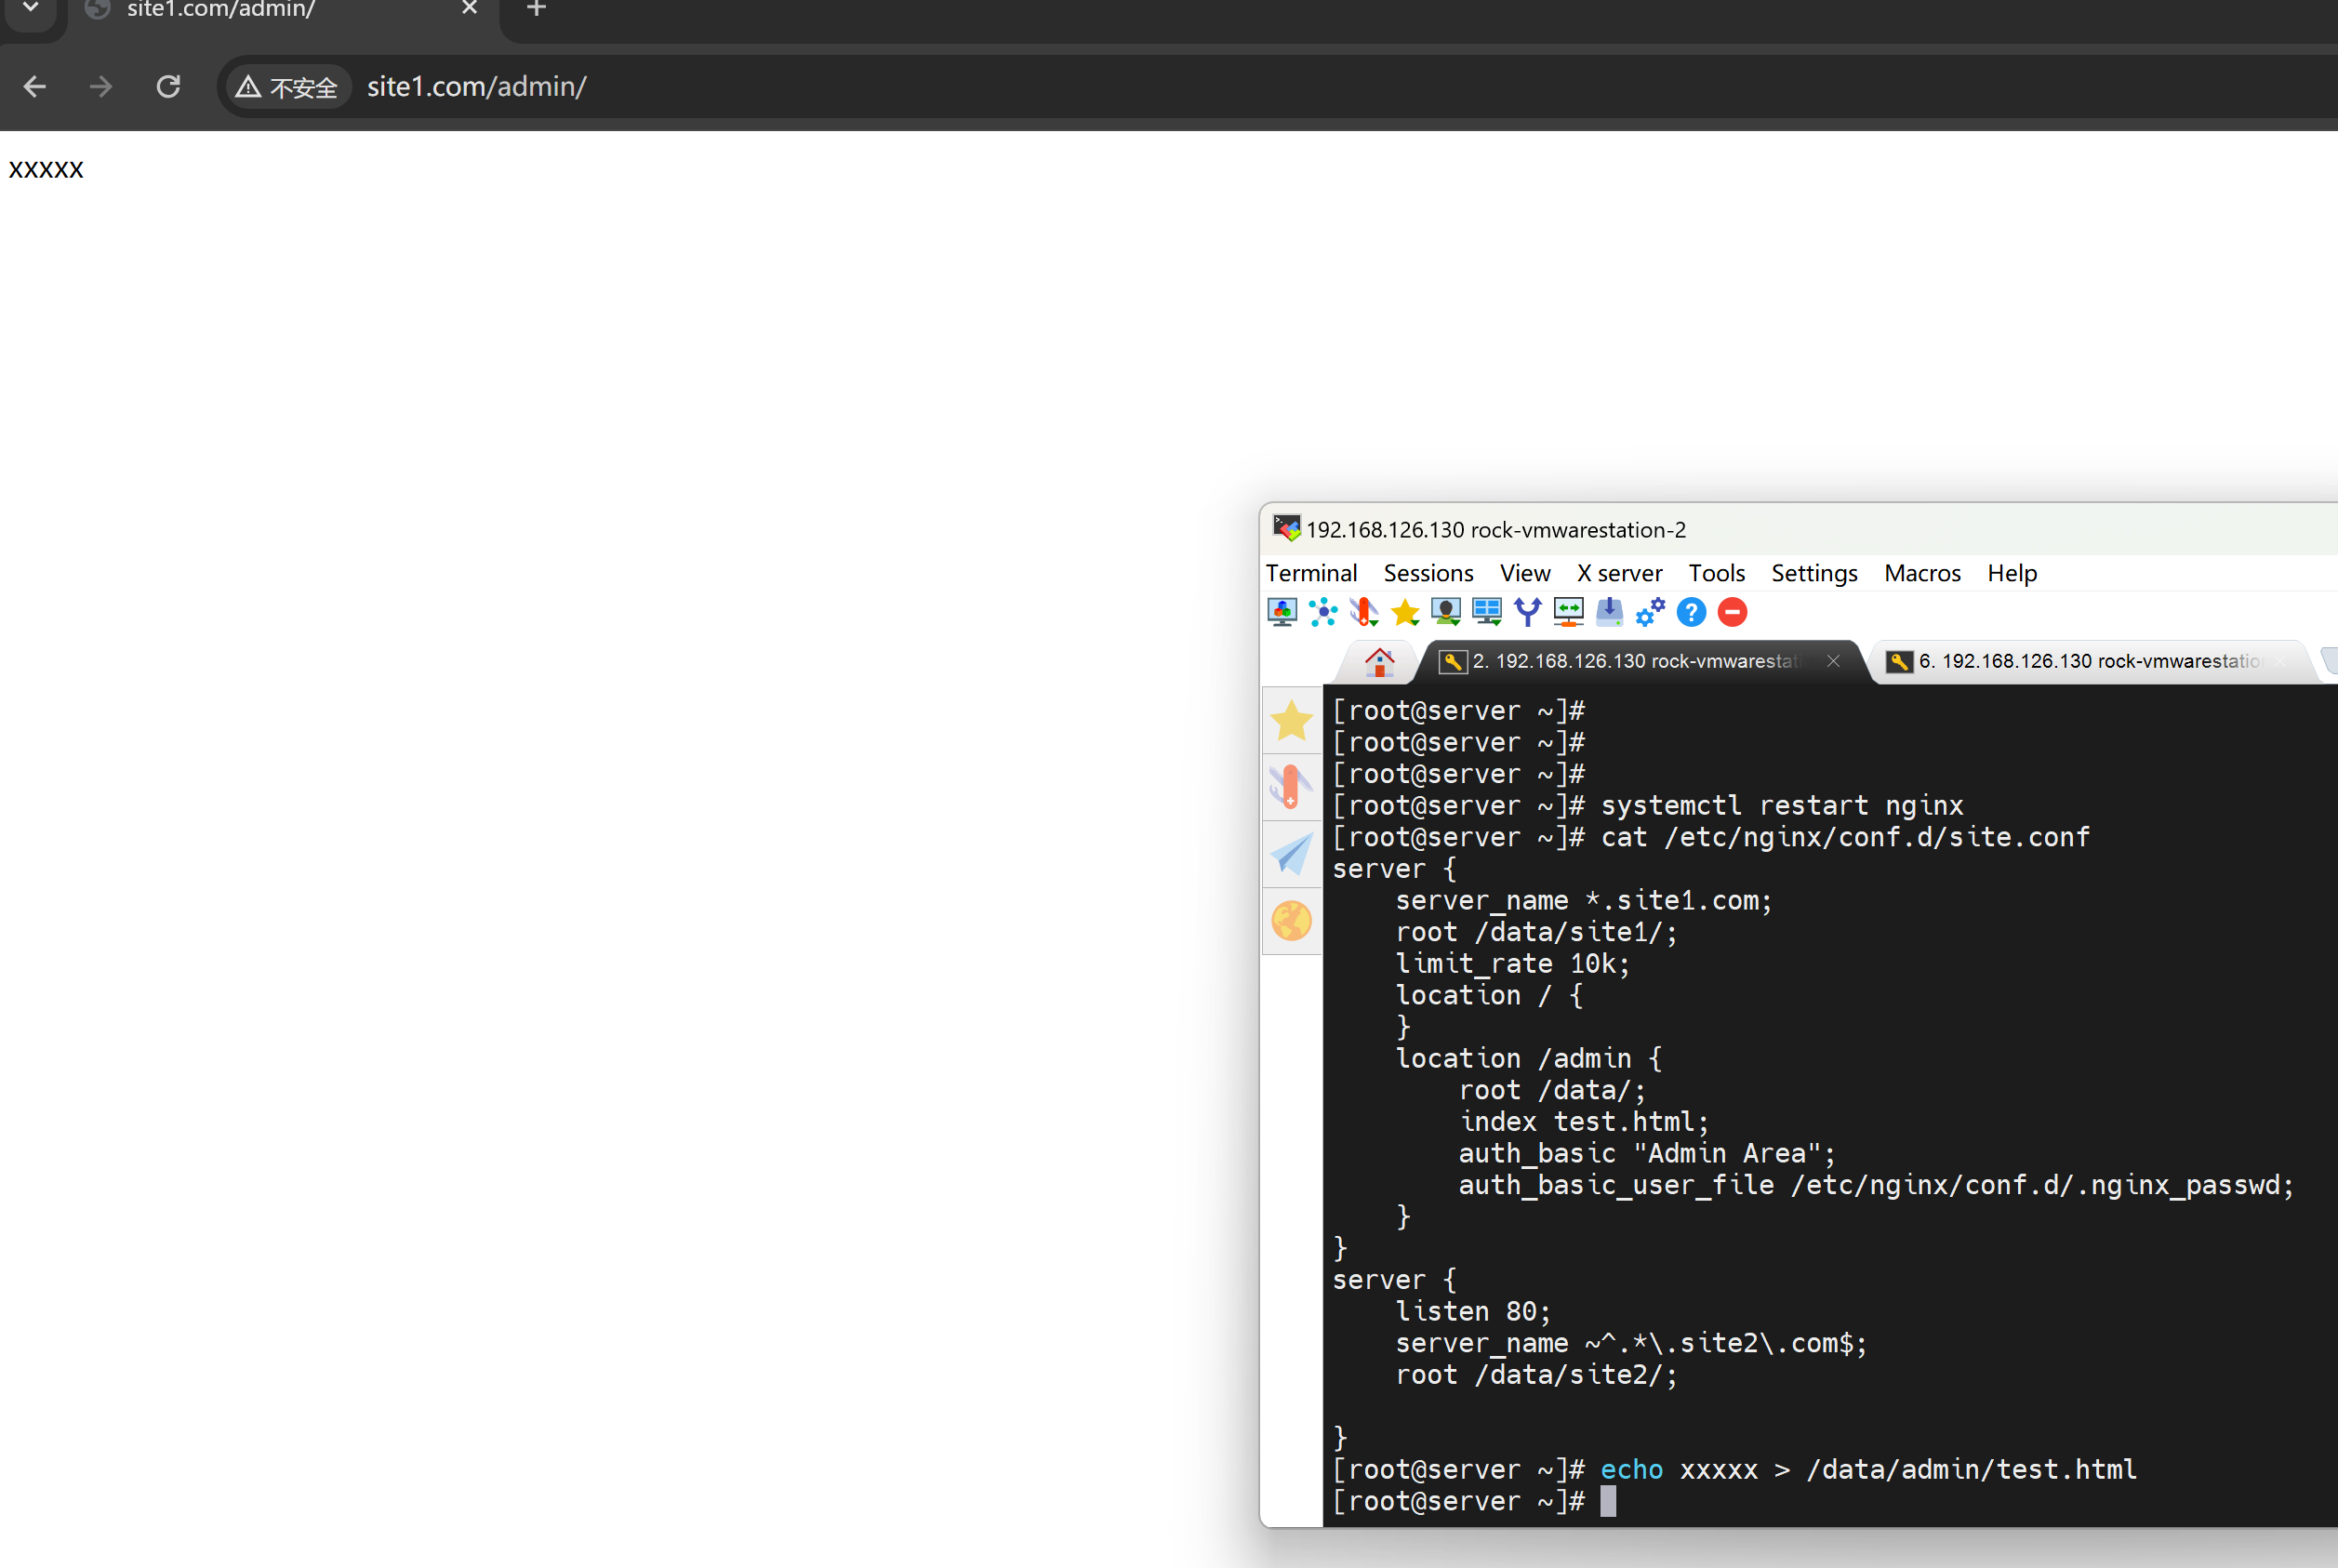 site1.com/admin/
不安全 site1.com/admin/
xxxxx
192.168.126.130 rock-vmwarestation-2
Terminal Sessions View X server Tools Settings Macros Help
2. 192.168.126.130 rock-vmwarestati 6. 192.168.126.130 rock-vmwarestatio
[root@server ~]#
[root@server ~]#
[root@server ~]#
[root@server ~]# systemctl restart nginx
[root@server ~]# cat /etc/nginx/conf.d/site.conf
server {
    server_name *.site1.com;
    root /data/site1/;
    limit_rate 10k;
    location / {
    }
    location /admin {
        root /data/;
        index test.html;
        auth_basic "Admin Area";
        auth_basic_user_file /etc/nginx/conf.d/.nginx_passwd;
    }
}
server {
    listen 80;
    server_name ~^.*\.site2\.com$;
    root /data/site2/;
}
[root@server ~]# echo xxxxx > /data/admin/test.html
[root@server ~]#